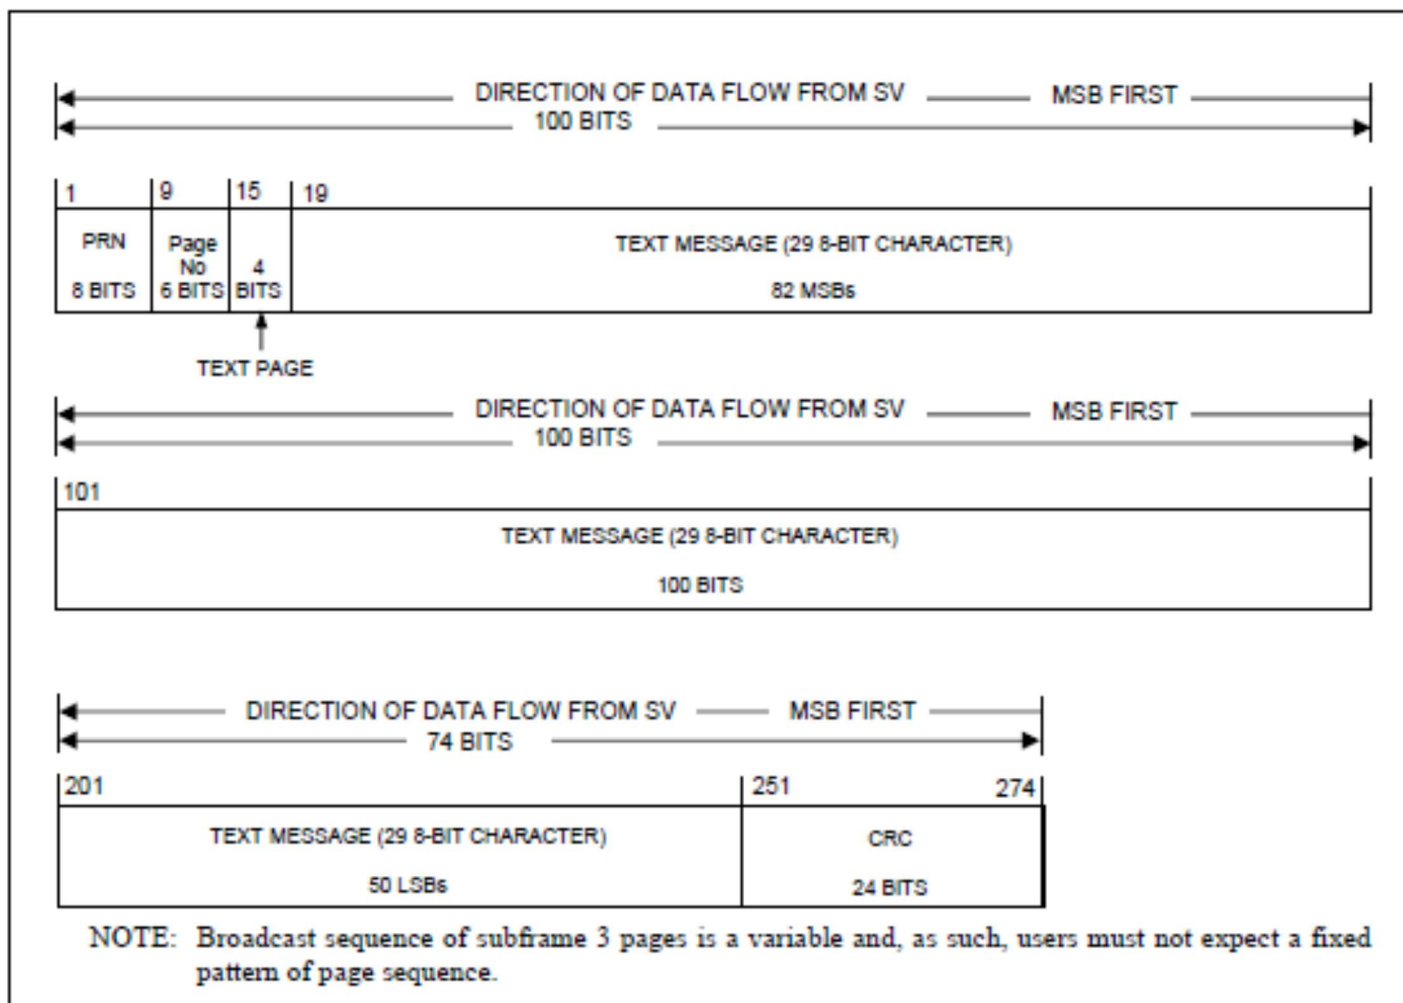 DIRECTION OF DATA FLOW FROM SV MSB FIRST
100 BITS
1 9 15 19
PRN
8 BITS
Page
No
6 BITS
4
BITS
TEXT MESSAGE (29 8-BIT CHARACTER)
82 MSBs
TEXT PAGE
DIRECTION OF DATA FLOW FROM SV MSB FIRST
100 BITS
101
TEXT MESSAGE (29 8-BIT CHARACTER)
100 BITS
DIRECTION OF DATA FLOW FROM SV MSB FIRST
74 BITS
201 251 274
TEXT MESSAGE (29 8-BIT CHARACTER)
50 LSBs
CRC
24 BITS
NOTE: Broadcast sequence of subframe 3 pages is a variable and, as such, users must not expect a fixed
pattern of page sequence.